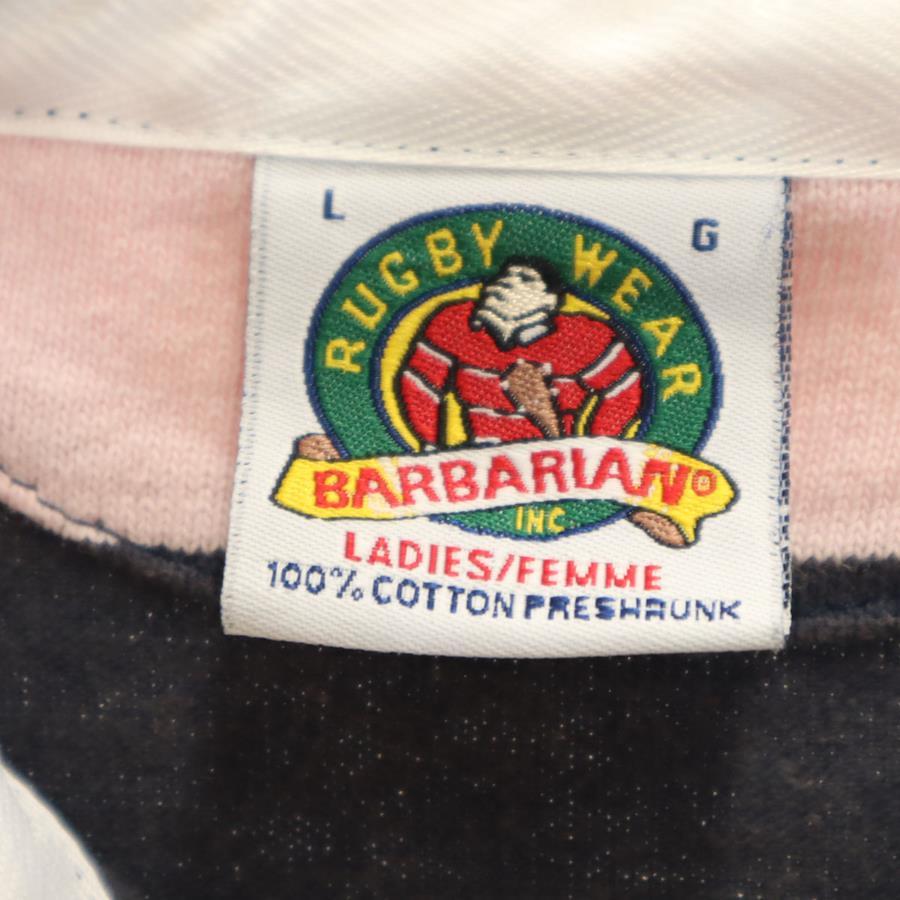 L G
RUGBY WEAR
BARBARIAN®
INC
LADIES/FEMME
100% COTTON PRESHRUNK